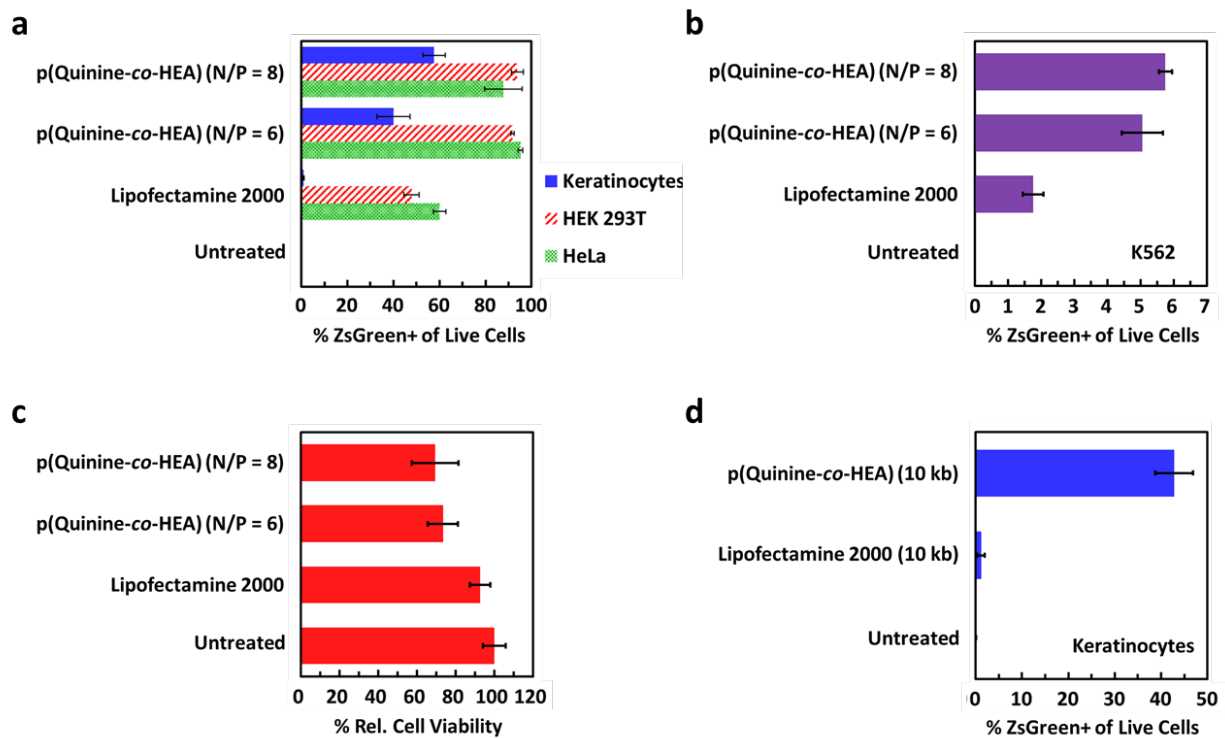 a
p(Quinine-co-HEA) (N/P = 8)
p(Quinine-co-HEA) (N/P = 6)
Lipofectamine 2000
Untreated
Keratinocytes
HEK 293T
HeLa
0 20 40 60 80 100
% ZsGreen+ of Live Cells
b
p(Quinine-co-HEA) (N/P = 8)
p(Quinine-co-HEA) (N/P = 6)
Lipofectamine 2000
Untreated
K562
0 1 2 3 4 5 6 7
% ZsGreen+ of Live Cells
c
p(Quinine-co-HEA) (N/P = 8)
p(Quinine-co-HEA) (N/P = 6)
Lipofectamine 2000
Untreated
0 20 40 60 80 100 120
% Rel. Cell Viability
d
p(Quinine-co-HEA) (10 kb)
Lipofectamine 2000 (10 kb)
Untreated
Keratinocytes
0 10 20 30 40 50
% ZsGreen+ of Live Cells